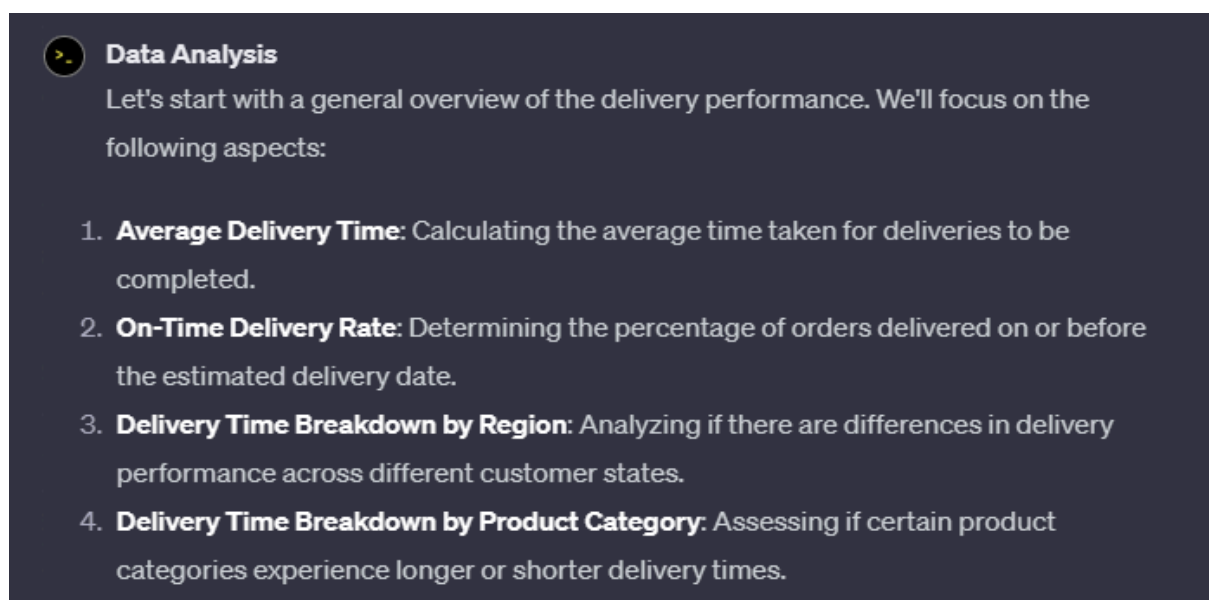 >_ Data Analysis
Let's start with a general overview of the delivery performance. We'll focus on the
following aspects:
1. Average Delivery Time: Calculating the average time taken for deliveries to be
completed.
2. On-Time Delivery Rate: Determining the percentage of orders delivered on or before
the estimated delivery date.
3. Delivery Time Breakdown by Region: Analyzing if there are differences in delivery
performance across different customer states.
4. Delivery Time Breakdown by Product Category: Assessing if certain product
categories experience longer or shorter delivery times.